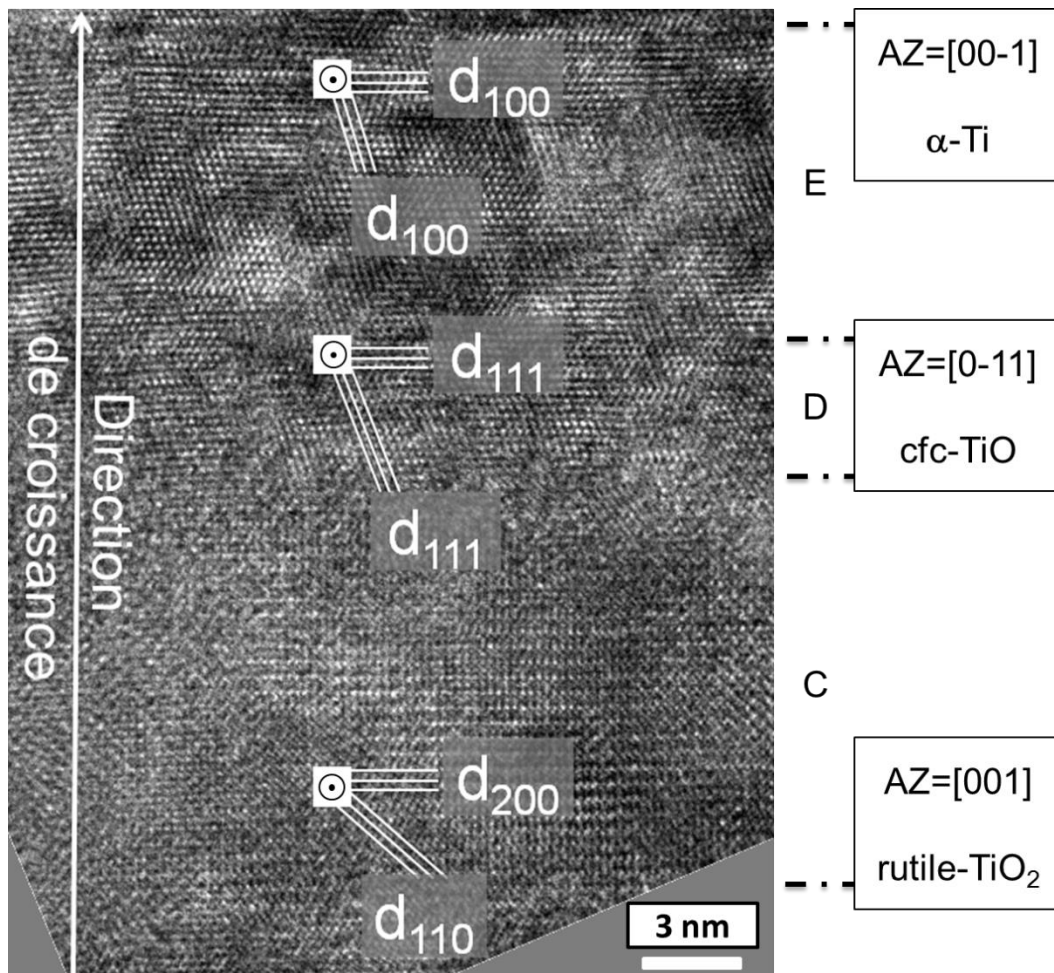 d100
AZ=[00-1]
α-Ti
E
d100
d111
AZ=[0-11]
D
cfc-TiO
d111
Direction
de croissance
C
d200
AZ=[001]
rutile-TiO2
d110
3 nm